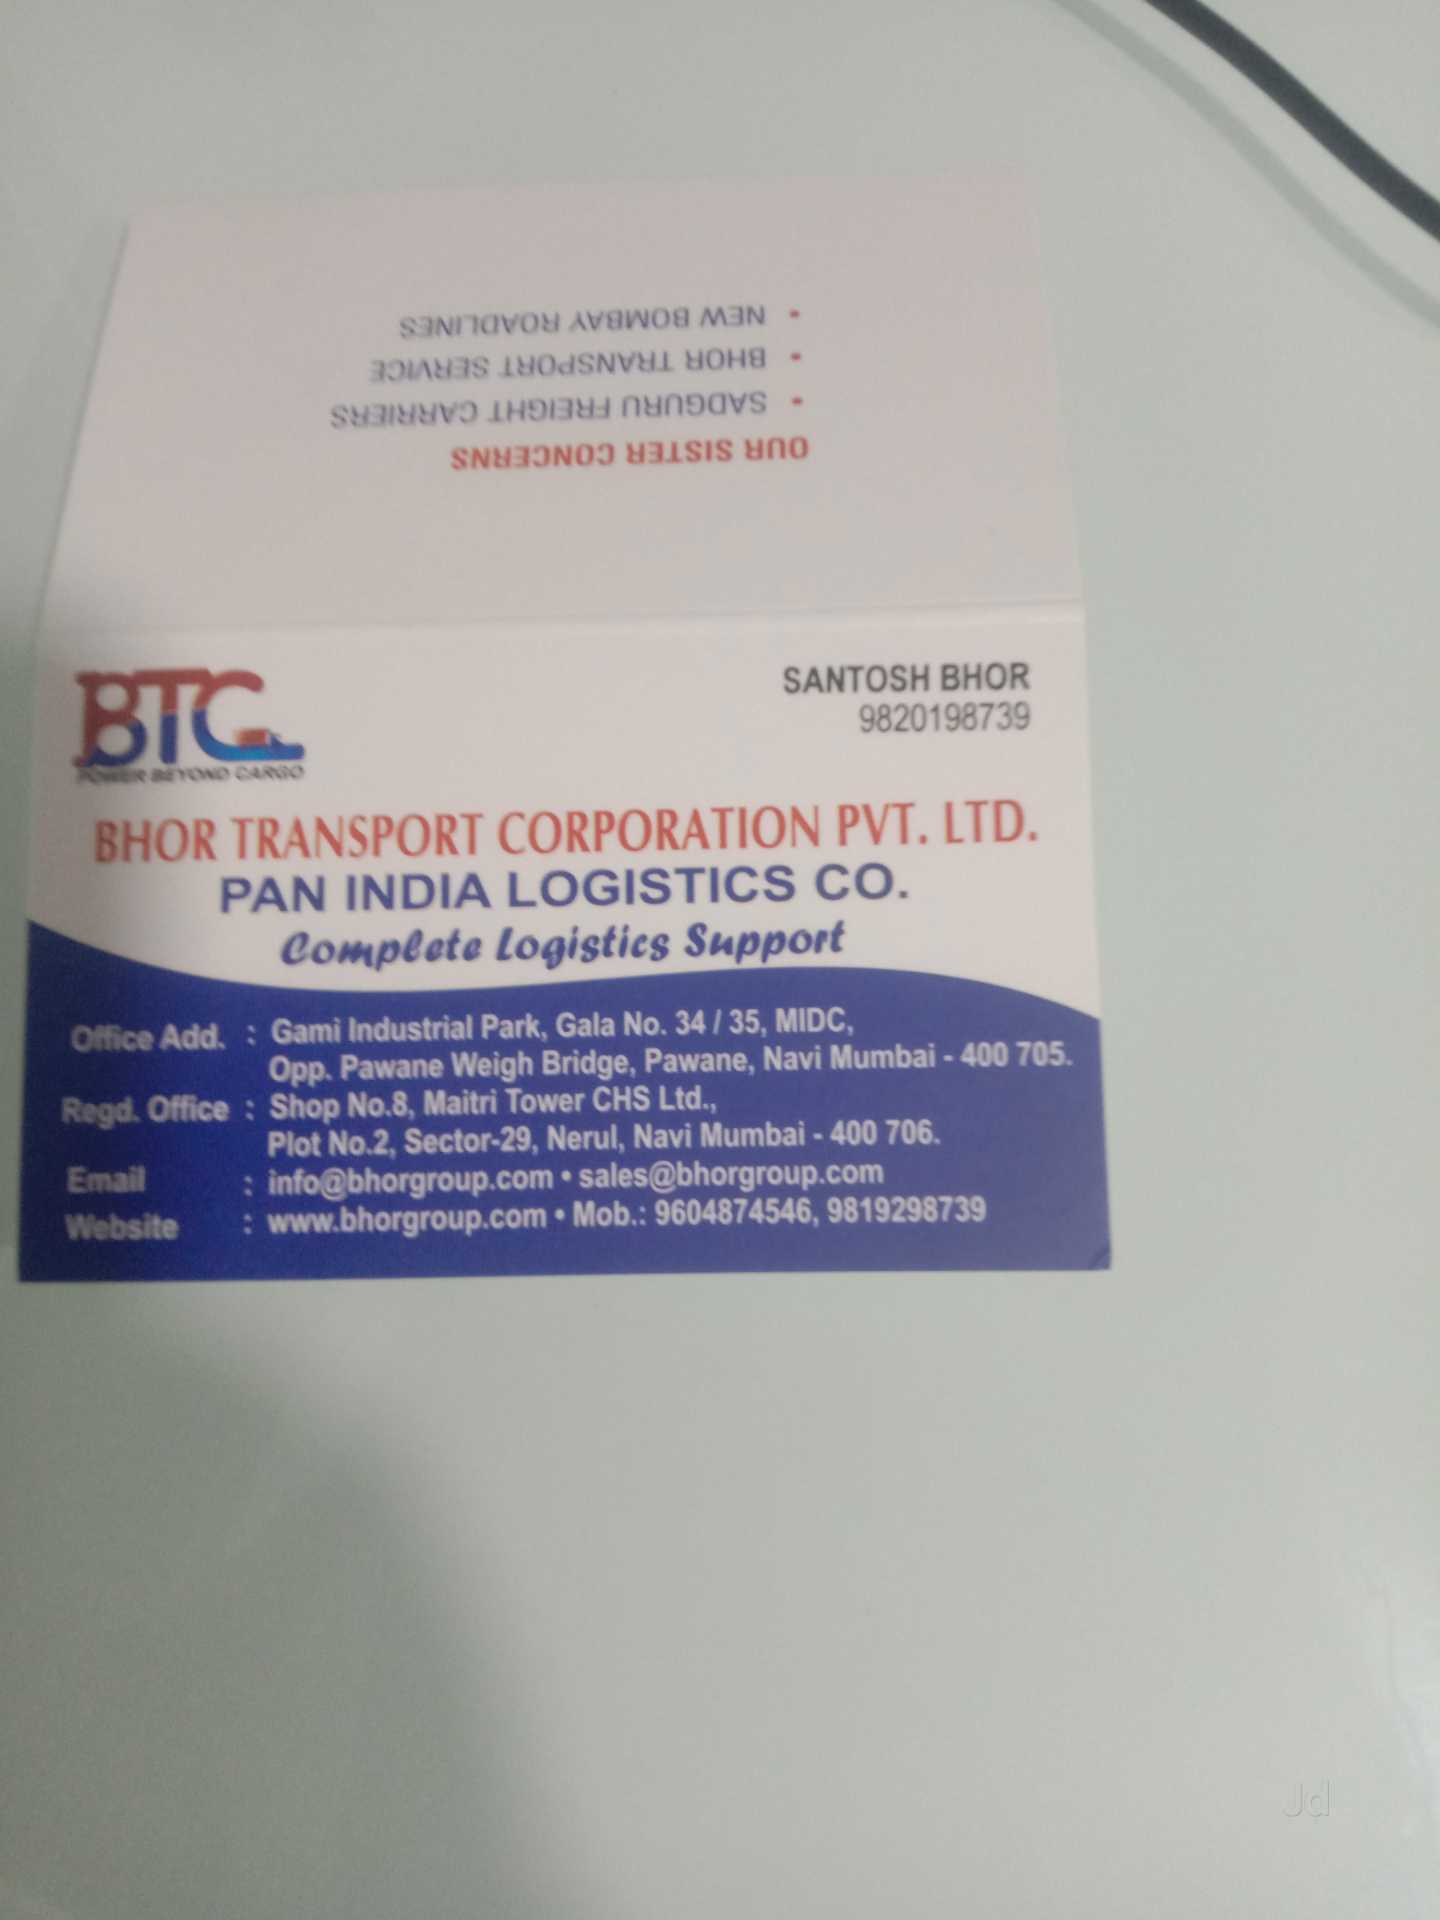 OUR SISTER CONCERNS
• SADGURU FREIGHT CARRIERS
• BHOR TRANSPORT SERVICE
• NEW BOMBAY ROADLINES
BTC
POWER BEYOND CARGO
SANTOSH BHOR
9820198739
BHOR TRANSPORT CORPORATION PVT. LTD.
PAN INDIA LOGISTICS CO.
Complete Logistics Support
Office Add. : Gami Industrial Park, Gala No. 34 / 35, MIDC,
Opp. Pawane Weigh Bridge, Pawane, Navi Mumbai - 400 705.
Regd. Office : Shop No.8, Maitri Tower CHS Ltd.,
Plot No.2, Sector-29, Nerul, Navi Mumbai - 400 706.
Email : info@bhorgroup.com • sales@bhorgroup.com
Website : www.bhorgroup.com • Mob.: 9604874546, 9819298739
Jd